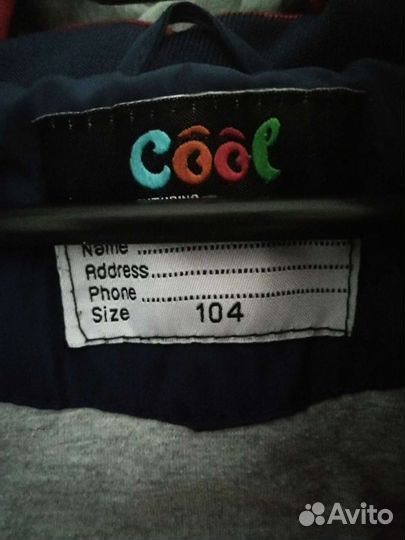 Cool
Name
Address
Phone
Size 104
Avito